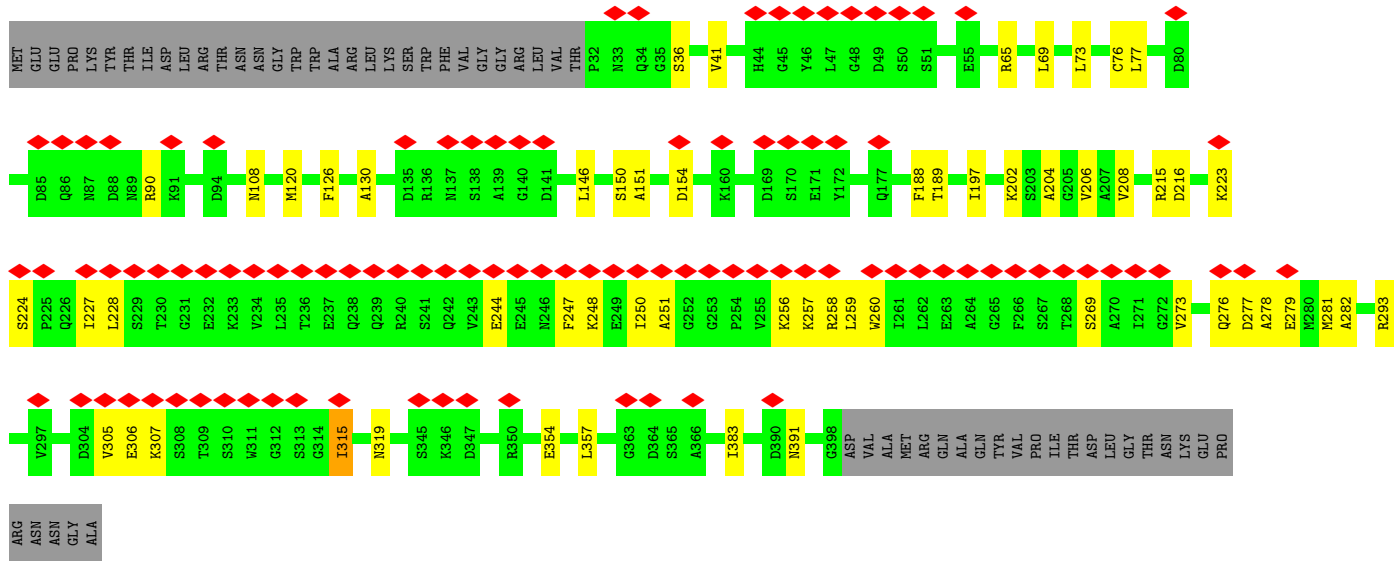 MET GLU GLU PRO LYS TYR THR ILE ASP LEU ARG THR ASN ASN GLY TRP TRP ALA ARG LEU LYS SER TRP PHE VAL GLY GLY ARG LEU VAL THR P32 N33 Q34 G35 S36 V41 H44 G45 Y46 L47 G48 D49 S50 S51 E55 R65 L69 L73 C76 L77 D80
D85 Q86 N87 D88 N89 R90 K91 D94 N108 M120 F126 A130 D135 R136 N137 S138 A139 G140 D141 L146 S150 A151 D154 K160 D169 S170 E171 Y172 Q177 F188 T189 I197 K202 S203 A204 G205 V206 A207 V208 R215 D216 K223
S224 P225 Q226 I227 L228 S229 T230 G231 E232 K233 V234 L235 T236 E237 Q238 Q239 R240 S241 Q242 V243 E244 E245 N246 F247 K248 E249 I250 A251 G252 G253 P254 V255 K256 K257 R258 L259 W260 I261 L262 E263 A264 G265 F266 S267 T268 S269 A270 I271 G272 V273 Q276 D277 A278 E279 M280 M281 A282 R293
V297 D304 V305 E306 K307 S308 T309 S310 W311 G312 S313 G314 I315 N319 S345 K346 D347 R350 E354 L357 G363 D364 S365 A366 I383 D390 N391 G398 ASP VAL ALA MET ARG GLN ALA GLN TYR VAL PRO ILE THR ASP LEU GLY THR ASN LYS GLU PRO
ARG ASN ASN GLY ALA